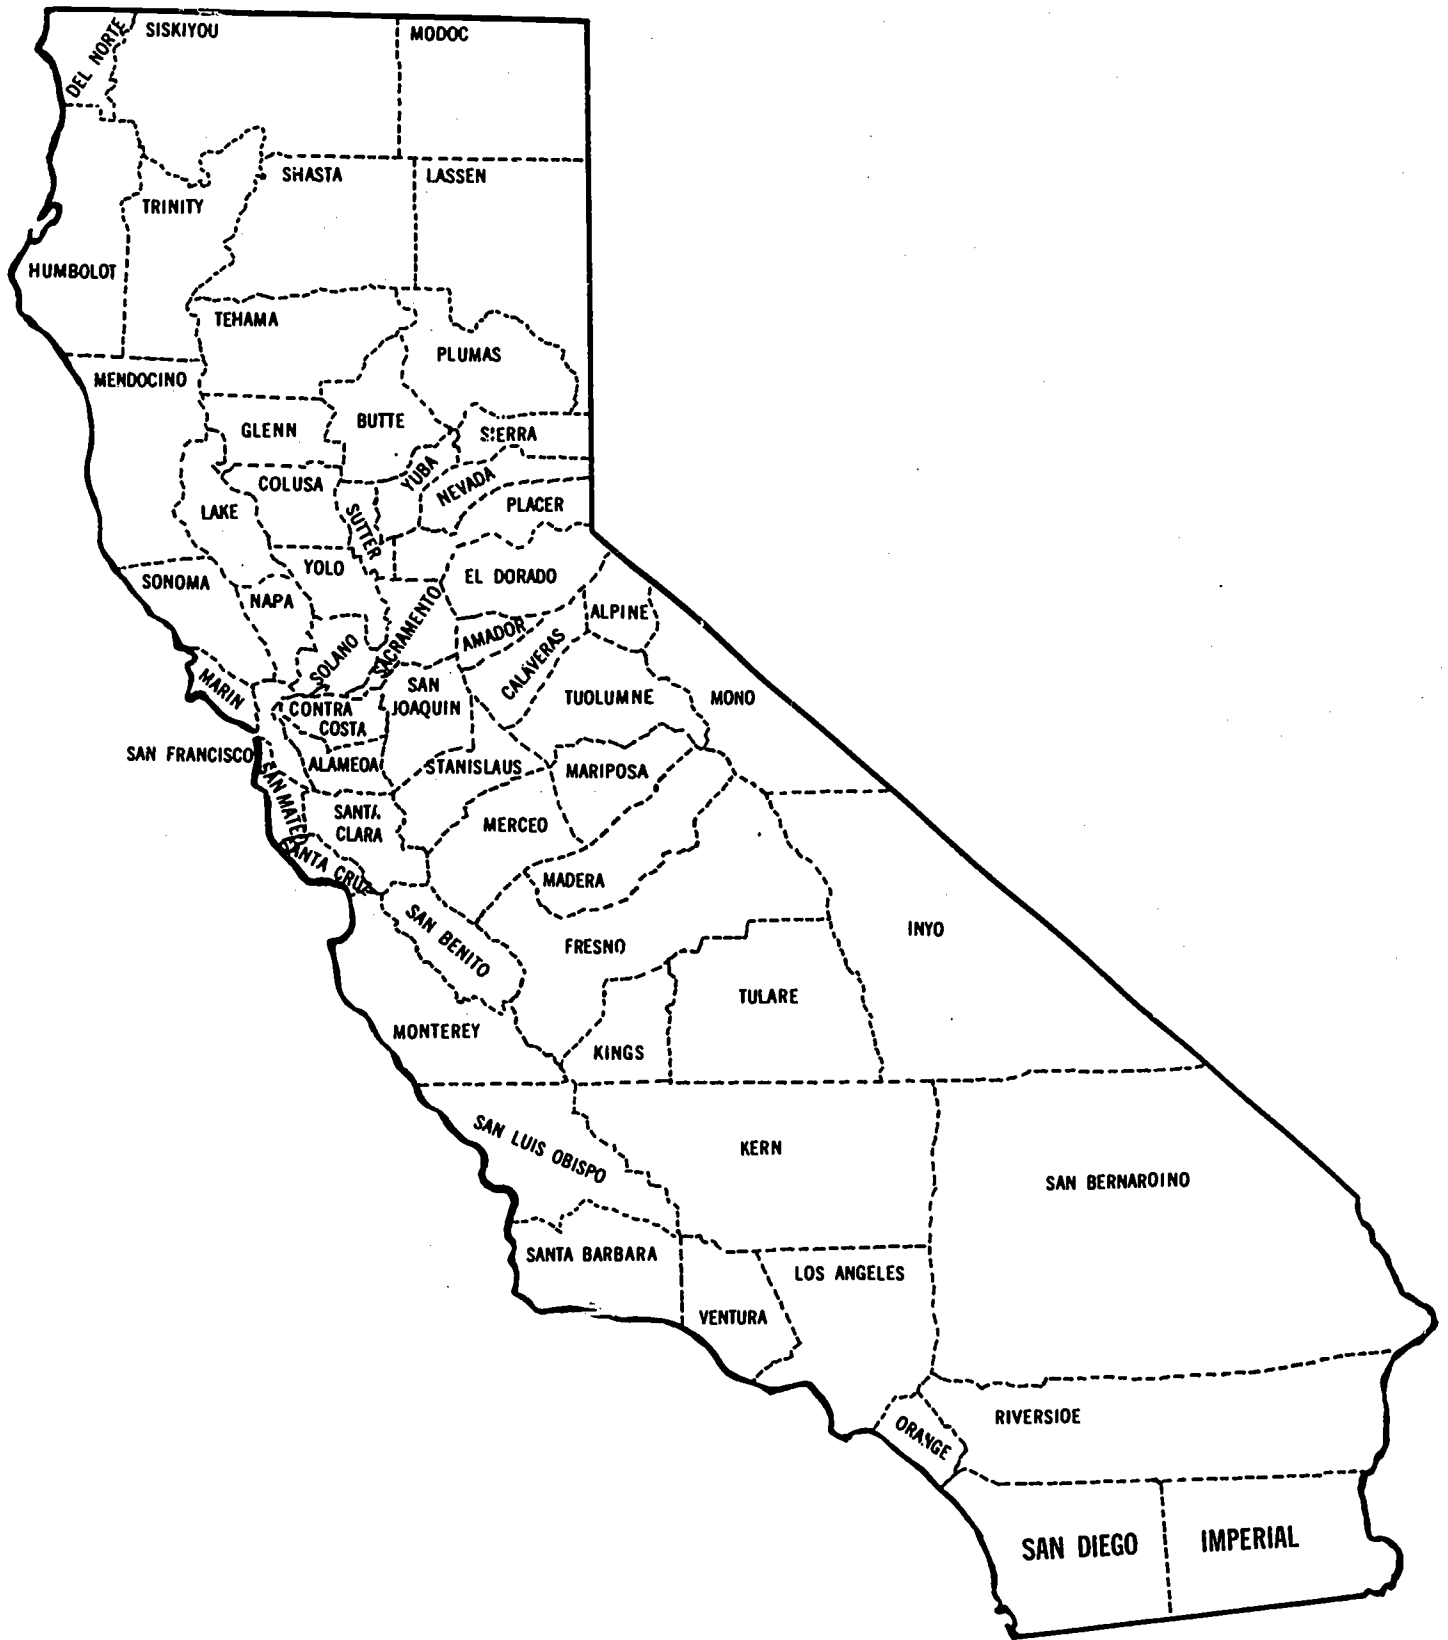 DEL NORTE
SISKIYOU
MODOC
SHASTA
LASSEN
TRINITY
HUMBOLOT
TEHAMA
PLUMAS
MENDOCINO
GLENN
BUTTE
SIERRA
COLUSA
YUBA
NEVADA
LAKE
SUTTER
PLACER
SONOMA
NAPA
YOLO
EL DORADO
SACRAMENTO
ALPINE
AMADOR
SOLANO
CALAVERAS
MARIN
SAN
JOAQUIN
TUOLUMNE
MONO
CONTRA
COSTA
SAN FRANCISCO
ALAMEOA
STANISLAUS
MARIPOSA
SAN MATEO
SANTA
CLARA
MERCEO
SANTA CRUZ
MADERA
SAN BENITO
FRESNO
INYO
TULARE
MONTEREY
KINGS
SAN LUIS OBISPO
KERN
SAN BERNAROINO
SANTA BARBARA
LOS ANGELES
VENTURA
ORANGE
RIVERSIOE
SAN DIEGO
IMPERIAL